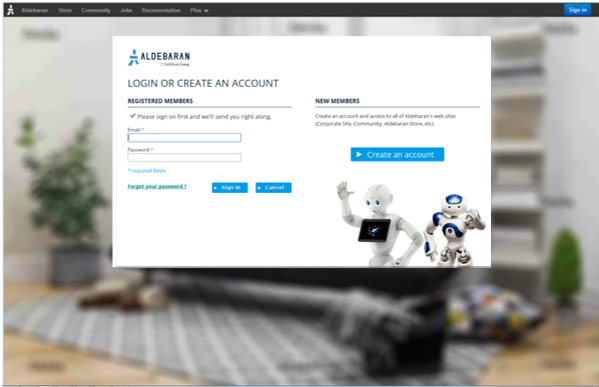 Aldebaran Store Community Jobs Documentation Plus Sign in
ALDEBARAN
SoftBank Group
LOGIN OR CREATE AN ACCOUNT
REGISTERED MEMBERS
Please sign on first and we'll send you right along.
Email *
Password *
* required fields
Forgot your password ?
Sign in
Cancel
NEW MEMBERS
Create an account and access to all of Aldebaran's web sites
(Corporate Site, Community, Aldebaran Store, etc).
Create an account